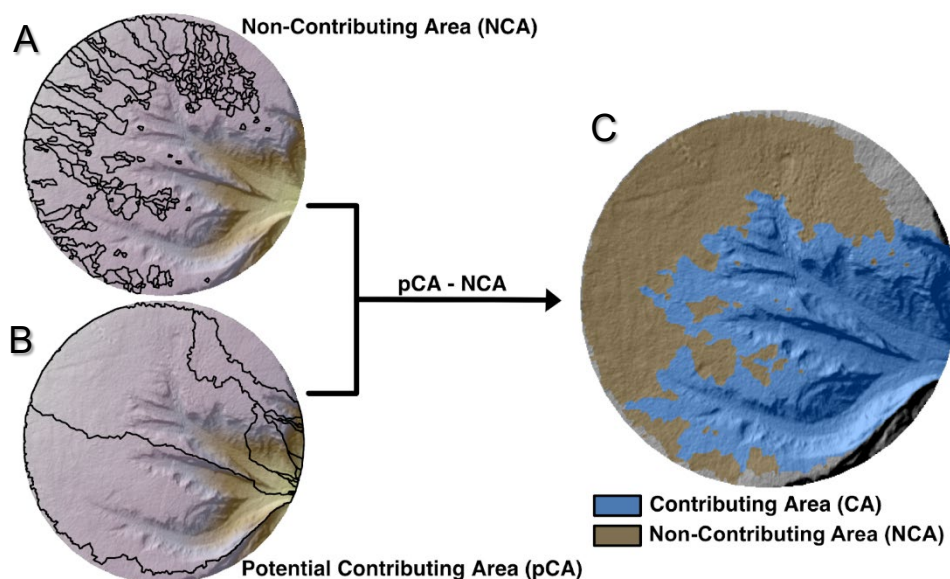 A
Non-Contributing Area (NCA)
B
Potential Contributing Area (pCA)
pCA - NCA
C
Contributing Area (CA)
Non-Contributing Area (NCA)